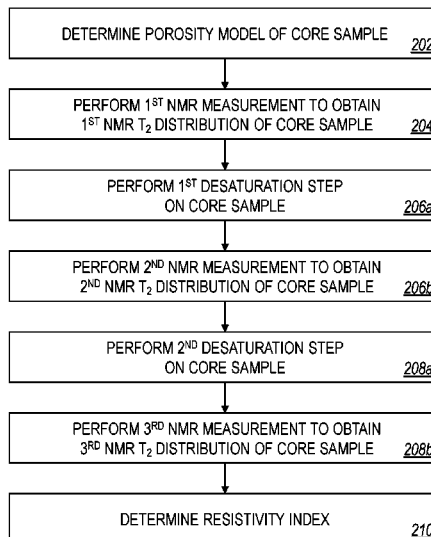 DETERMINE POROSITY MODEL OF CORE SAMPLE
202
PERFORM 1ST NMR MEASUREMENT TO OBTAIN
1ST NMR T2 DISTRIBUTION OF CORE SAMPLE
204
PERFORM 1ST DESATURATION STEP
ON CORE SAMPLE
206a
PERFORM 2ND NMR MEASUREMENT TO OBTAIN
2ND NMR T2 DISTRIBUTION OF CORE SAMPLE
206b
PERFORM 2ND DESATURATION STEP
ON CORE SAMPLE
208a
PERFORM 3RD NMR MEASUREMENT TO OBTAIN
3RD NMR T2 DISTRIBUTION OF CORE SAMPLE
208b
DETERMINE RESISTIVITY INDEX
210